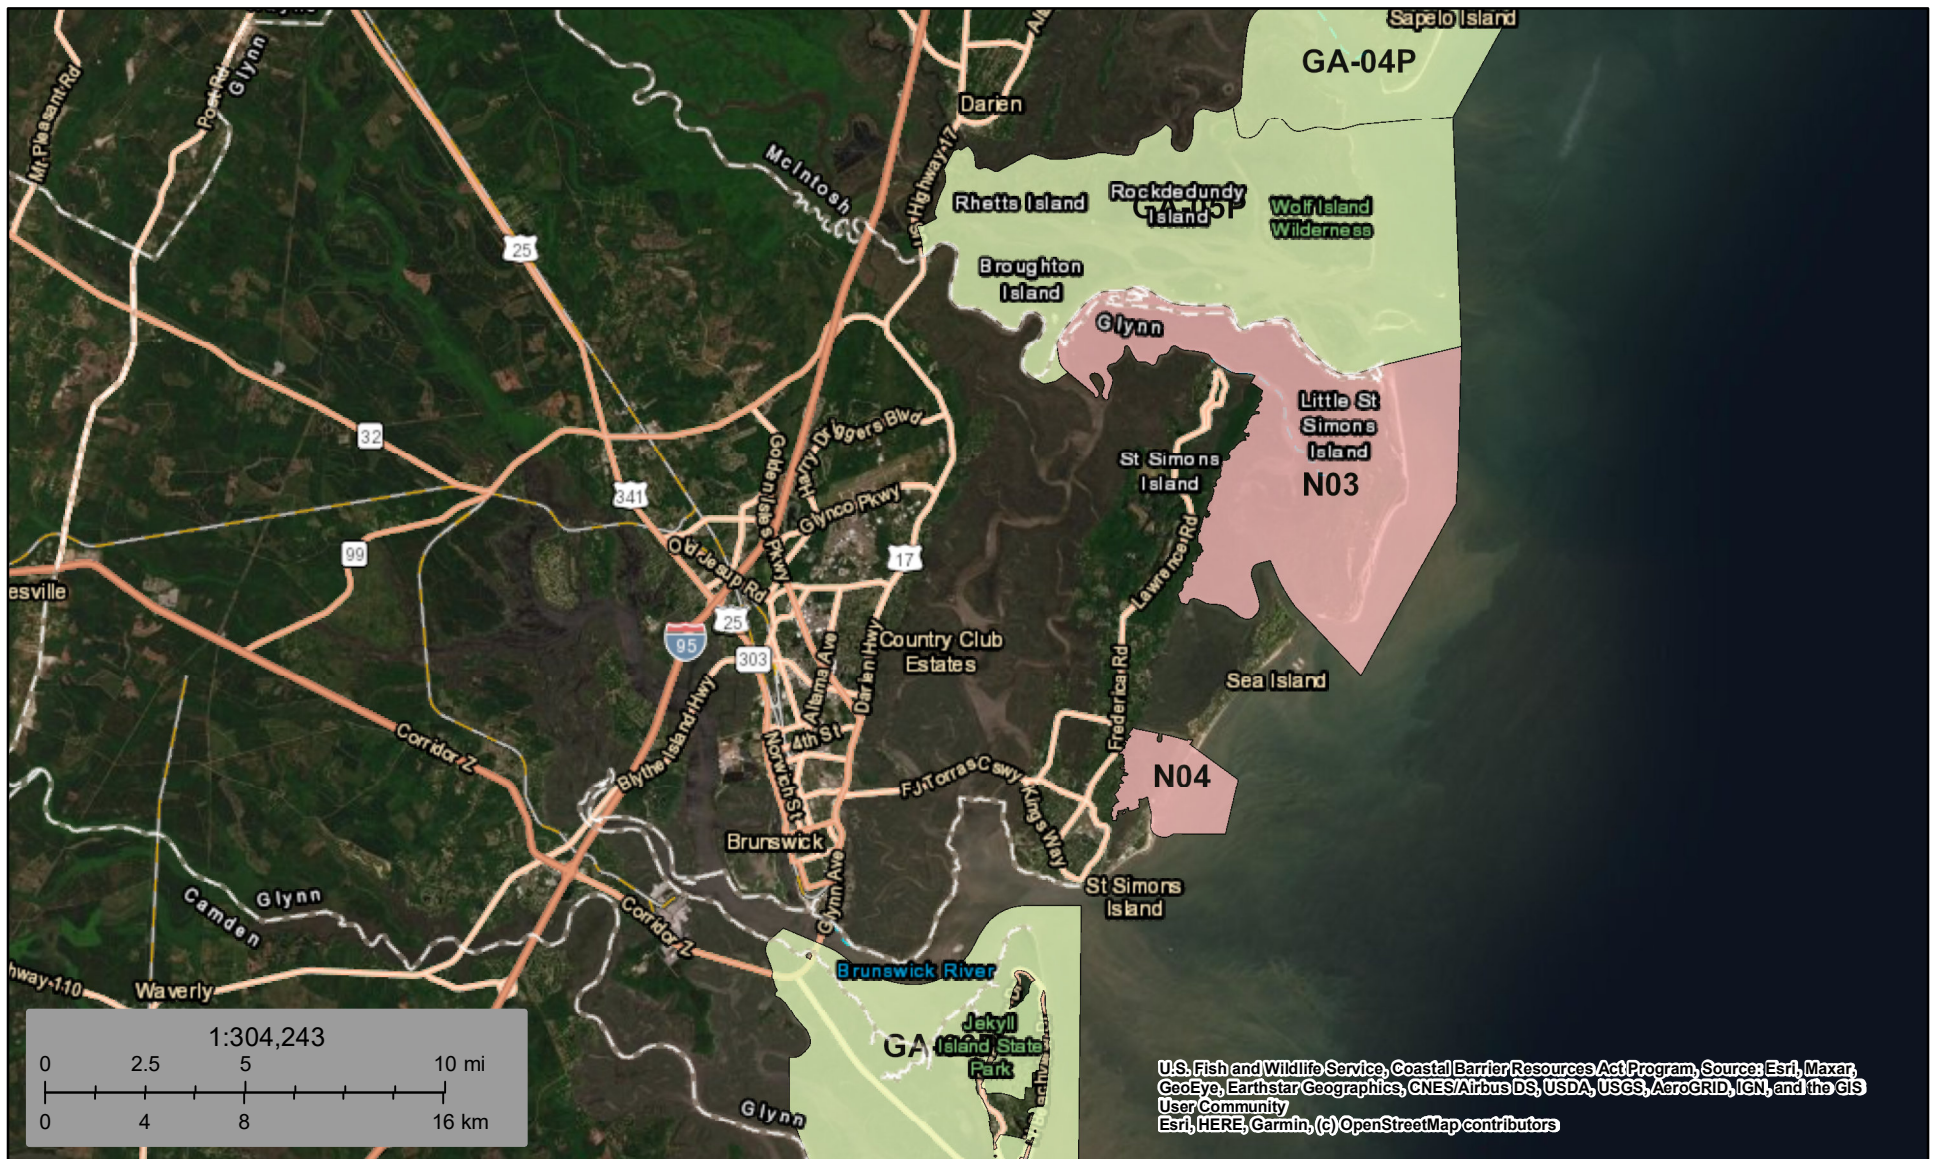 Sapelo Island
GA-04P
Glynn
Mt Pleasant Rd
Post Rd
Darien
McIntosh
US Highway 17
Rhetts Island
Rockdedundy
Island
GA-05P
Wolf Island
Wilderness
25
Broughton
Island
Glynn
Little St
Simons
Island
N03
32
Harry Driggers Blvd
Golden Isles Pkwy
St Simons
Island
341
Glynco Pkwy
99
Old Jesup Rd
17
Lawrence Rd
esville
25
95
303
Country Club
Estates
Altama Ave
Darien Hwy
Frederica Rd
Sea Island
Blythe Island Hwy
Corridor Z
4th St
Norwich St
FJ Torras Cswy
N04
Kings Way
Brunswick
Glynn
Camden
Glynn Ave
St Simons
Island
Corridor Z
Brunswick River
hway 110
Waverly
Jekyll
GA-
Island State
Park
Glynn
1:304,243
0 2.5 5 10 mi
0 4 8 16 km
U.S. Fish and Wildlife Service, Coastal Barrier Resources Act Program, Source: Esri, Maxar,
GeoEye, Earthstar Geographics, CNES/Airbus DS, USDA, USGS, AeroGRID, IGN, and the GIS
User Community
Esri, HERE, Garmin, (c) OpenStreetMap contributors